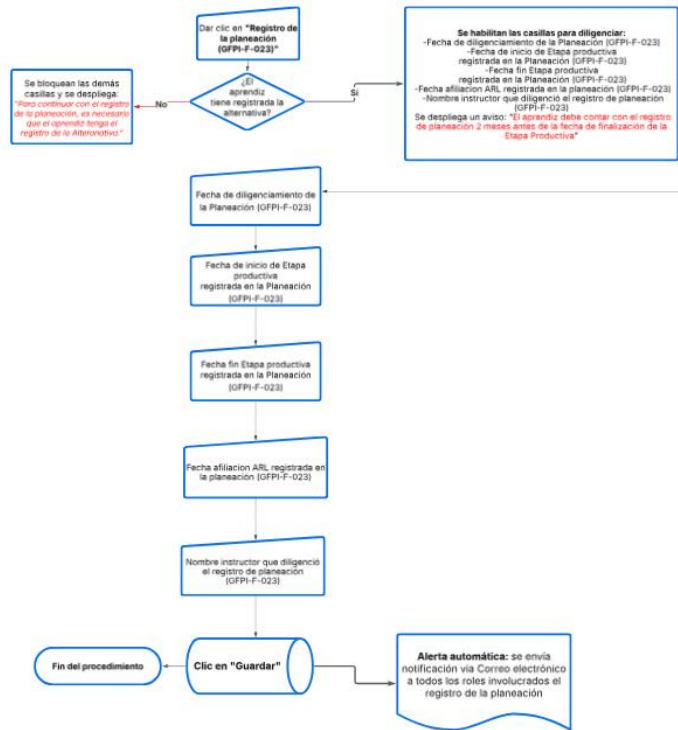 Dar clic en "Registro de
la planeación
(GFPI-F-023)"
¿El
aprendiz
tiene registrada la
alternativa?
No
Si
Se bloquean las demás
casillas y se despliega:
"Para continuar con el registro
de la planeación, es necesario
que el aprendiz tenga el
registro de la Alternativa."
Se habilitan las casillas para diligenciar:
-Fecha de diligenciamiento de la Planeación (GFPI-F-023)
-Fecha de inicio de Etapa productiva
registrada en la Planeación (GFPI-F-023)
-Fecha fin Etapa productiva
registrada en la Planeación (GFPI-F-023)
-Fecha afiliacion ARL registrada en la planeación (GFPI-F-023)
-Nombre instructor que diligenció el registro de planeación
(GFPI-F-023)
Se despliega un aviso: "El aprendiz debe contar con el registro
de planeación 2 meses antes de la fecha de finalización de la
Etapa Productiva"
Fecha de diligenciamiento de
la Planeación (GFPI-F-023)
Fecha de inicio de Etapa
productiva
registrada en la Planeación
(GFPI-F-023)
Fecha fin Etapa productiva
registrada en la Planeación
(GFPI-F-023)
Fecha afiliacion ARL registrada en
la planeación (GFPI-F-023)
Nombre instructor que diligenció
el registro de planeación
(GFPI-F-023)
Clic en "Guardar"
Fin del procedimiento
Alerta automática: se envía
notificación via Correo electrónico
a todos los roles involucrados el
registro de la planeación